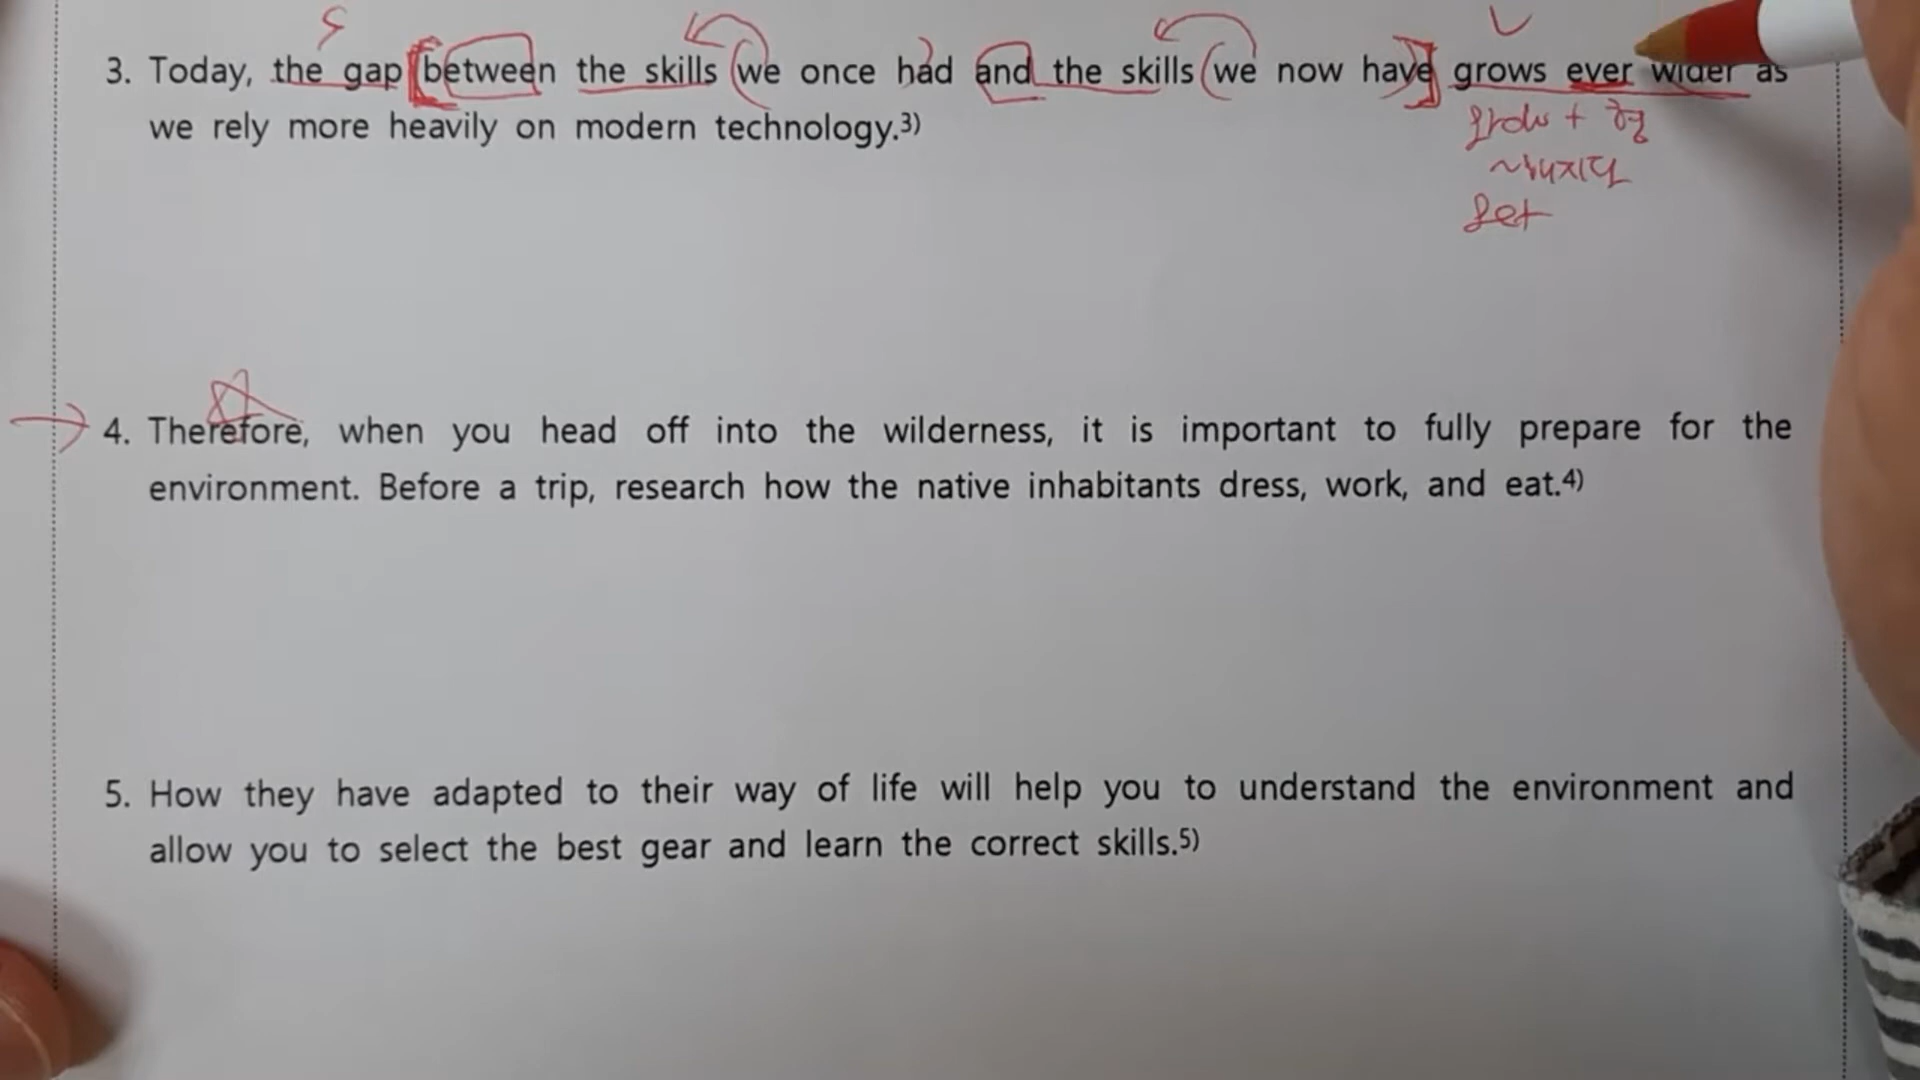 S
V
3. Today, the gap between the skills we once had and the skills we now have grows ever wider as
we rely more heavily on modern technology.3)
grow + 형
~해지다
get
4. Therefore, when you head off into the wilderness, it is important to fully prepare for the
environment. Before a trip, research how the native inhabitants dress, work, and eat.4)
5. How they have adapted to their way of life will help you to understand the environment and
allow you to select the best gear and learn the correct skills.5)